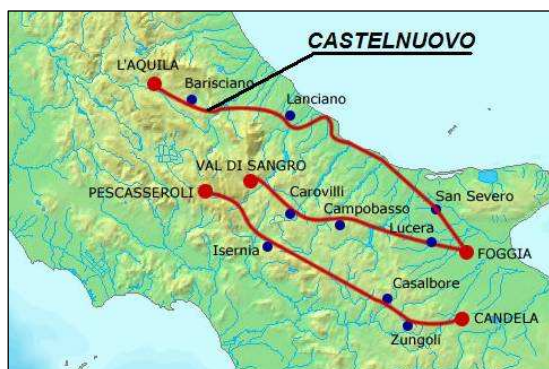 CASTELNUOVO
L'AQUILA
Barisciano
Lanciano
VAL DI SANGRO
PESCASSEROLI
Carovilli
San Severo
Campobasso
Lucera
Isernia
FOGGIA
Casalbore
CANDELA
Zungoli